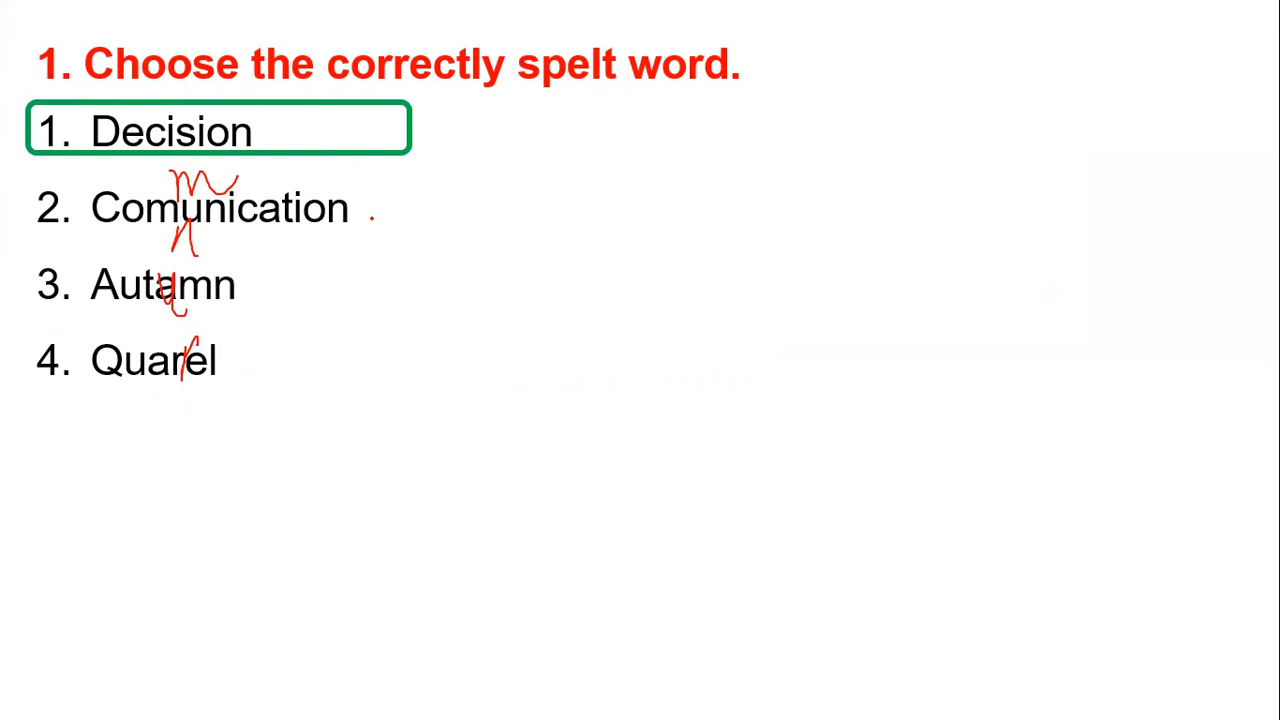 1. Choose the correctly spelt word.
1. Decision
m
2. Comunication
3. Autamn
u
4. Quarel
r